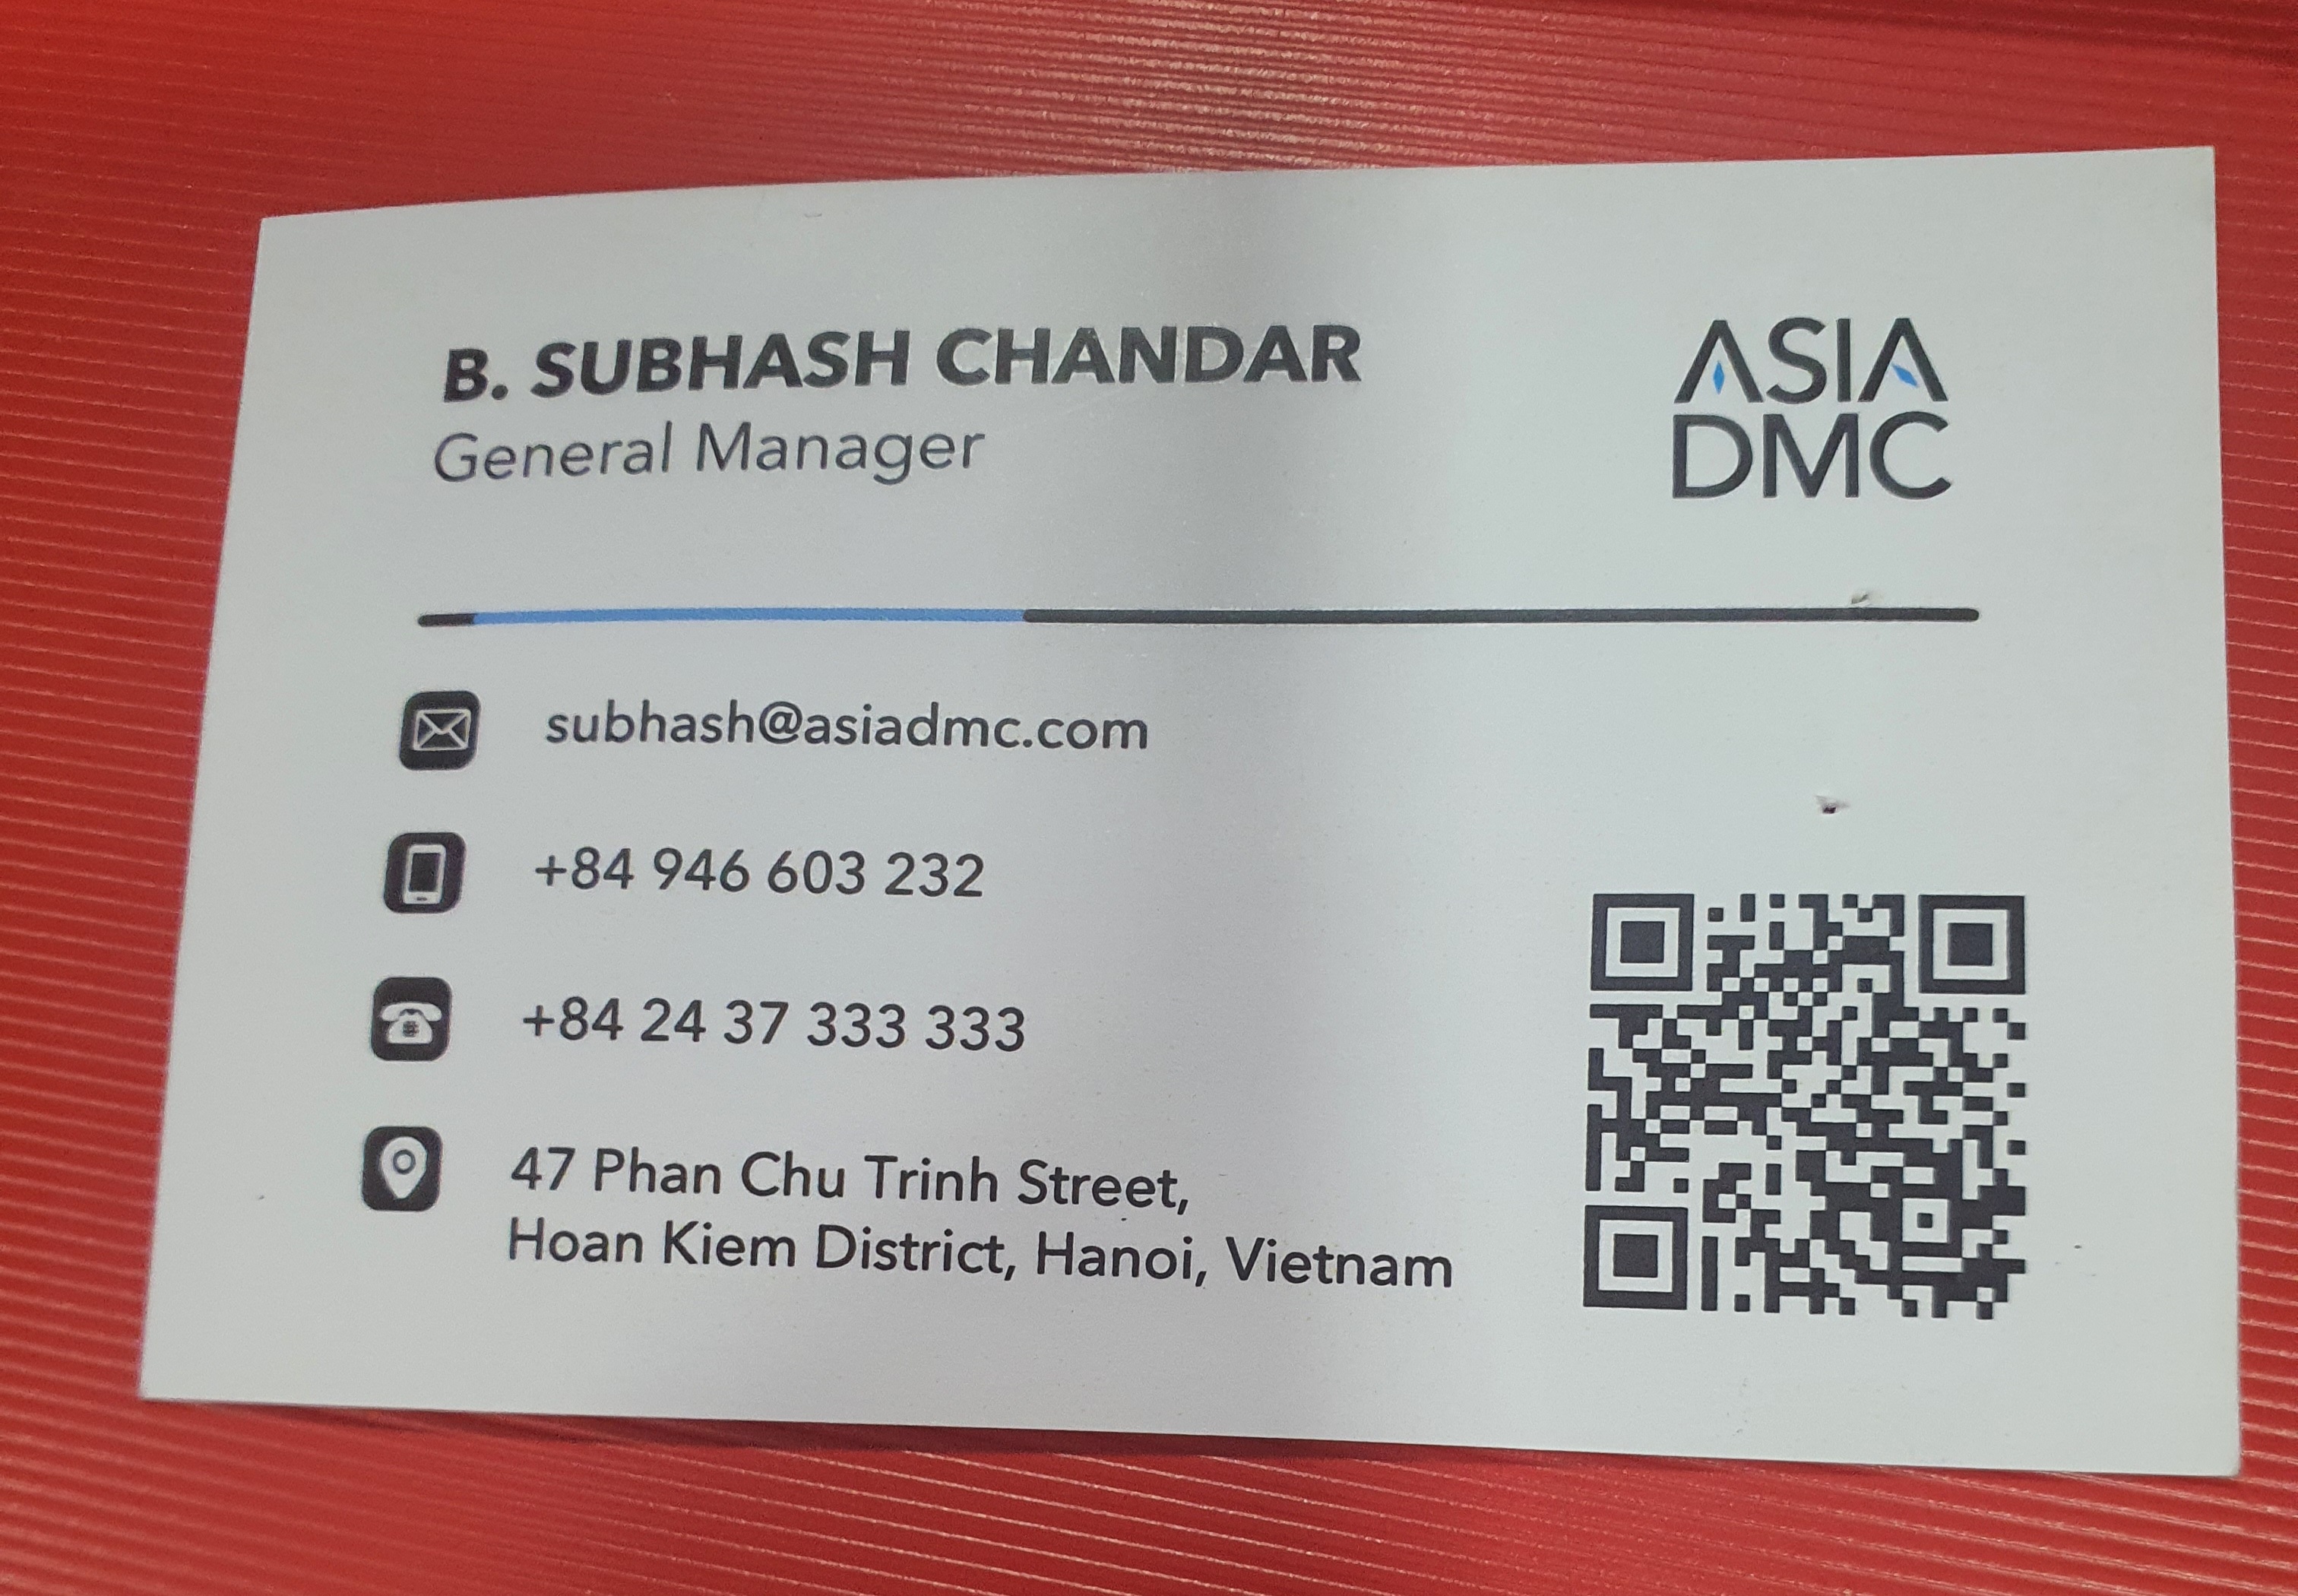 B. SUBHASH CHANDAR
General Manager
ASIA
DMC
subhash@asiadmc.com
+84 946 603 232
+84 24 37 333 333
47 Phan Chu Trinh Street,
Hoan Kiem District, Hanoi, Vietnam